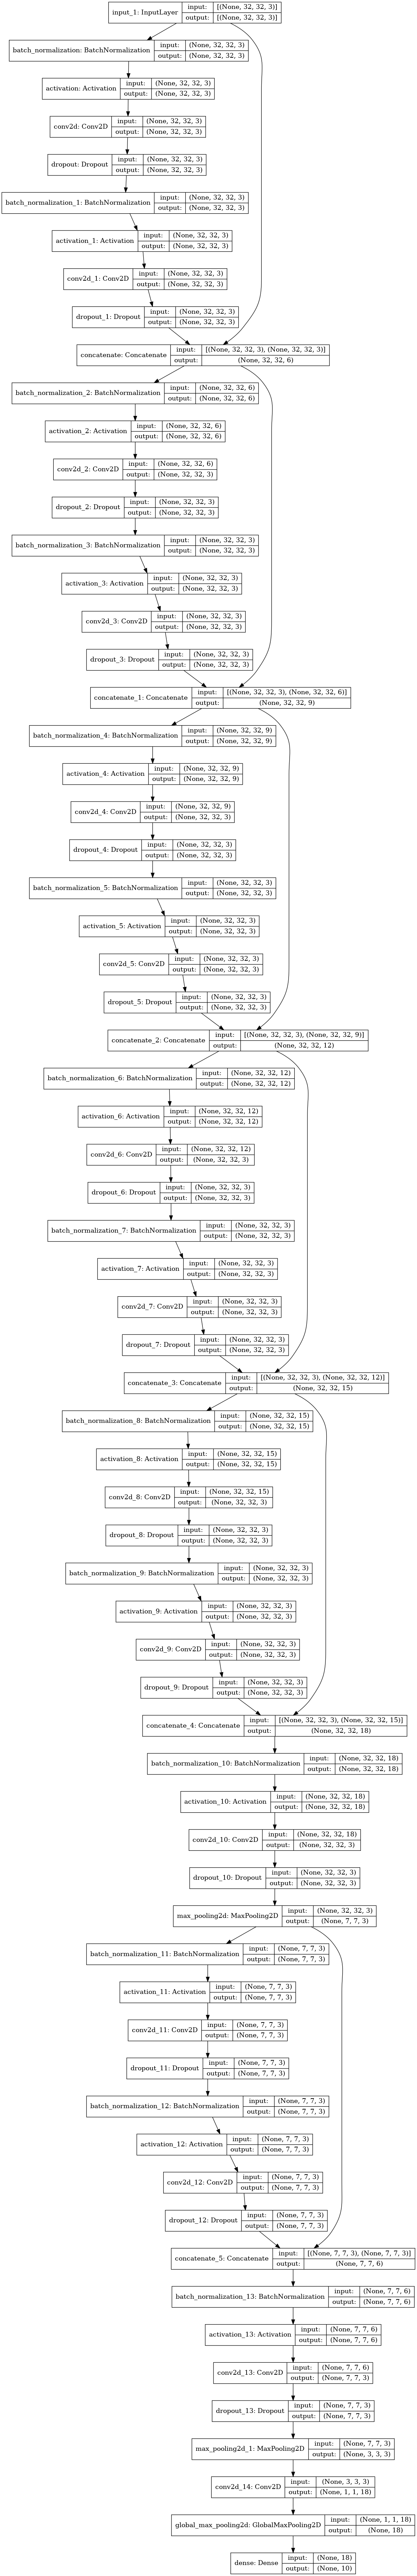 input_1: InputLayer
input: [(None, 32, 32, 3)]
output: [(None, 32, 32, 3)]
batch_normalization: BatchNormalization
input: (None, 32, 32, 3)
output: (None, 32, 32, 3)
activation: Activation
input: (None, 32, 32, 3)
output: (None, 32, 32, 3)
conv2d: Conv2D
input: (None, 32, 32, 3)
output: (None, 32, 32, 3)
dropout: Dropout
input: (None, 32, 32, 3)
output: (None, 32, 32, 3)
batch_normalization_1: BatchNormalization
input: (None, 32, 32, 3)
output: (None, 32, 32, 3)
activation_1: Activation
input: (None, 32, 32, 3)
output: (None, 32, 32, 3)
conv2d_1: Conv2D
input: (None, 32, 32, 3)
output: (None, 32, 32, 3)
dropout_1: Dropout
input: (None, 32, 32, 3)
output: (None, 32, 32, 3)
concatenate: Concatenate
input: [(None, 32, 32, 3), (None, 32, 32, 3)]
output: (None, 32, 32, 6)
batch_normalization_2: BatchNormalization
input: (None, 32, 32, 6)
output: (None, 32, 32, 6)
activation_2: Activation
input: (None, 32, 32, 6)
output: (None, 32, 32, 6)
conv2d_2: Conv2D
input: (None, 32, 32, 6)
output: (None, 32, 32, 3)
dropout_2: Dropout
input: (None, 32, 32, 3)
output: (None, 32, 32, 3)
batch_normalization_3: BatchNormalization
input: (None, 32, 32, 3)
output: (None, 32, 32, 3)
activation_3: Activation
input: (None, 32, 32, 3)
output: (None, 32, 32, 3)
conv2d_3: Conv2D
input: (None, 32, 32, 3)
output: (None, 32, 32, 3)
dropout_3: Dropout
input: (None, 32, 32, 3)
output: (None, 32, 32, 3)
concatenate_1: Concatenate
input: [(None, 32, 32, 3), (None, 32, 32, 6)]
output: (None, 32, 32, 9)
batch_normalization_4: BatchNormalization
input: (None, 32, 32, 9)
output: (None, 32, 32, 9)
activation_4: Activation
input: (None, 32, 32, 9)
output: (None, 32, 32, 9)
conv2d_4: Conv2D
input: (None, 32, 32, 9)
output: (None, 32, 32, 3)
dropout_4: Dropout
input: (None, 32, 32, 3)
output: (None, 32, 32, 3)
batch_normalization_5: BatchNormalization
input: (None, 32, 32, 3)
output: (None, 32, 32, 3)
activation_5: Activation
input: (None, 32, 32, 3)
output: (None, 32, 32, 3)
conv2d_5: Conv2D
input: (None, 32, 32, 3)
output: (None, 32, 32, 3)
dropout_5: Dropout
input: (None, 32, 32, 3)
output: (None, 32, 32, 3)
concatenate_2: Concatenate
input: [(None, 32, 32, 3), (None, 32, 32, 9)]
output: (None, 32, 32, 12)
batch_normalization_6: BatchNormalization
input: (None, 32, 32, 12)
output: (None, 32, 32, 12)
activation_6: Activation
input: (None, 32, 32, 12)
output: (None, 32, 32, 12)
conv2d_6: Conv2D
input: (None, 32, 32, 12)
output: (None, 32, 32, 3)
dropout_6: Dropout
input: (None, 32, 32, 3)
output: (None, 32, 32, 3)
batch_normalization_7: BatchNormalization
input: (None, 32, 32, 3)
output: (None, 32, 32, 3)
activation_7: Activation
input: (None, 32, 32, 3)
output: (None, 32, 32, 3)
conv2d_7: Conv2D
input: (None, 32, 32, 3)
output: (None, 32, 32, 3)
dropout_7: Dropout
input: (None, 32, 32, 3)
output: (None, 32, 32, 3)
concatenate_3: Concatenate
input: [(None, 32, 32, 3), (None, 32, 32, 12)]
output: (None, 32, 32, 15)
batch_normalization_8: BatchNormalization
input: (None, 32, 32, 15)
output: (None, 32, 32, 15)
activation_8: Activation
input: (None, 32, 32, 15)
output: (None, 32, 32, 15)
conv2d_8: Conv2D
input: (None, 32, 32, 15)
output: (None, 32, 32, 3)
dropout_8: Dropout
input: (None, 32, 32, 3)
output: (None, 32, 32, 3)
batch_normalization_9: BatchNormalization
input: (None, 32, 32, 3)
output: (None, 32, 32, 3)
activation_9: Activation
input: (None, 32, 32, 3)
output: (None, 32, 32, 3)
conv2d_9: Conv2D
input: (None, 32, 32, 3)
output: (None, 32, 32, 3)
dropout_9: Dropout
input: (None, 32, 32, 3)
output: (None, 32, 32, 3)
concatenate_4: Concatenate
input: [(None, 32, 32, 3), (None, 32, 32, 15)]
output: (None, 32, 32, 18)
batch_normalization_10: BatchNormalization
input: (None, 32, 32, 18)
output: (None, 32, 32, 18)
activation_10: Activation
input: (None, 32, 32, 18)
output: (None, 32, 32, 18)
conv2d_10: Conv2D
input: (None, 32, 32, 18)
output: (None, 32, 32, 3)
dropout_10: Dropout
input: (None, 32, 32, 3)
output: (None, 32, 32, 3)
max_pooling2d: MaxPooling2D
input: (None, 32, 32, 3)
output: (None, 7, 7, 3)
batch_normalization_11: BatchNormalization
input: (None, 7, 7, 3)
output: (None, 7, 7, 3)
activation_11: Activation
input: (None, 7, 7, 3)
output: (None, 7, 7, 3)
conv2d_11: Conv2D
input: (None, 7, 7, 3)
output: (None, 7, 7, 3)
dropout_11: Dropout
input: (None, 7, 7, 3)
output: (None, 7, 7, 3)
batch_normalization_12: BatchNormalization
input: (None, 7, 7, 3)
output: (None, 7, 7, 3)
activation_12: Activation
input: (None, 7, 7, 3)
output: (None, 7, 7, 3)
conv2d_12: Conv2D
input: (None, 7, 7, 3)
output: (None, 7, 7, 3)
dropout_12: Dropout
input: (None, 7, 7, 3)
output: (None, 7, 7, 3)
concatenate_5: Concatenate
input: [(None, 7, 7, 3), (None, 7, 7, 3)]
output: (None, 7, 7, 6)
batch_normalization_13: BatchNormalization
input: (None, 7, 7, 6)
output: (None, 7, 7, 6)
activation_13: Activation
input: (None, 7, 7, 6)
output: (None, 7, 7, 6)
conv2d_13: Conv2D
input: (None, 7, 7, 6)
output: (None, 7, 7, 3)
dropout_13: Dropout
input: (None, 7, 7, 3)
output: (None, 7, 7, 3)
max_pooling2d_1: MaxPooling2D
input: (None, 7, 7, 3)
output: (None, 3, 3, 3)
conv2d_14: Conv2D
input: (None, 3, 3, 3)
output: (None, 1, 1, 18)
global_max_pooling2d: GlobalMaxPooling2D
input: (None, 1, 1, 18)
output: (None, 18)
dense: Dense
input: (None, 18)
output: (None, 10)